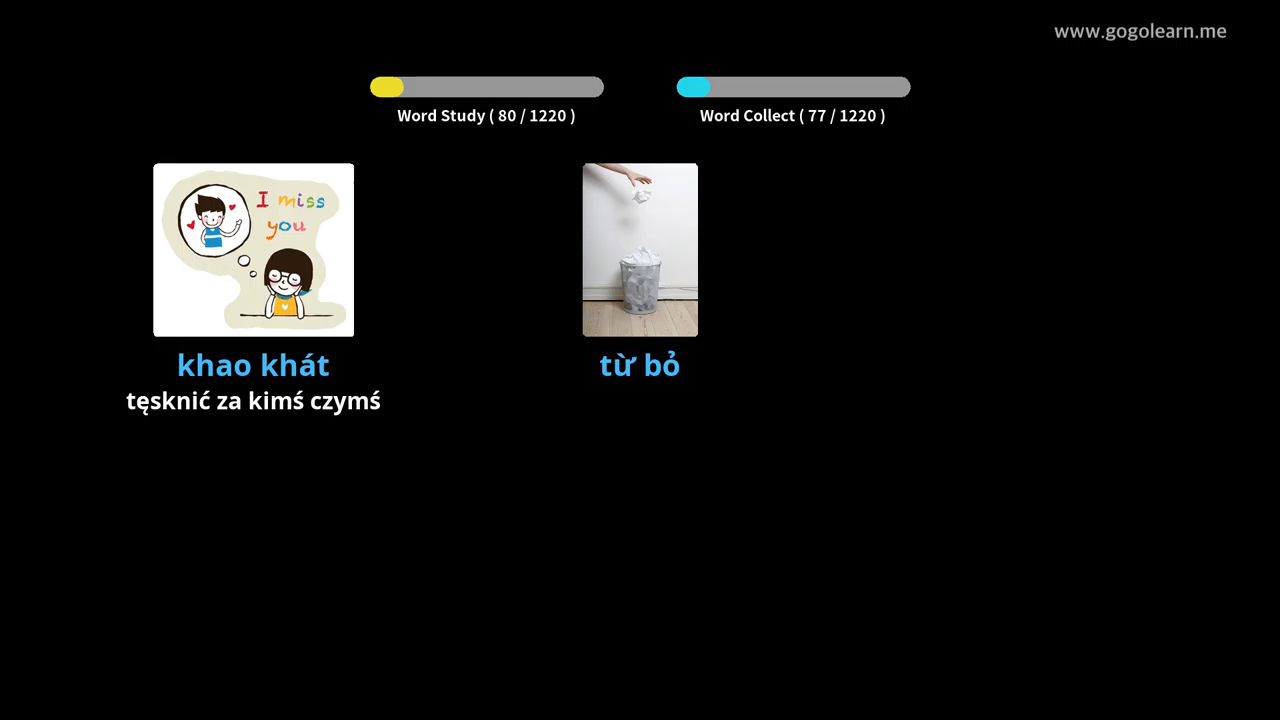 www.gogolearn.me
Word Study ( 80 / 1220 )
Word Collect ( 77 / 1220 )
I miss
you
khao khát
tęsknić za kimś czymś
từ bỏ